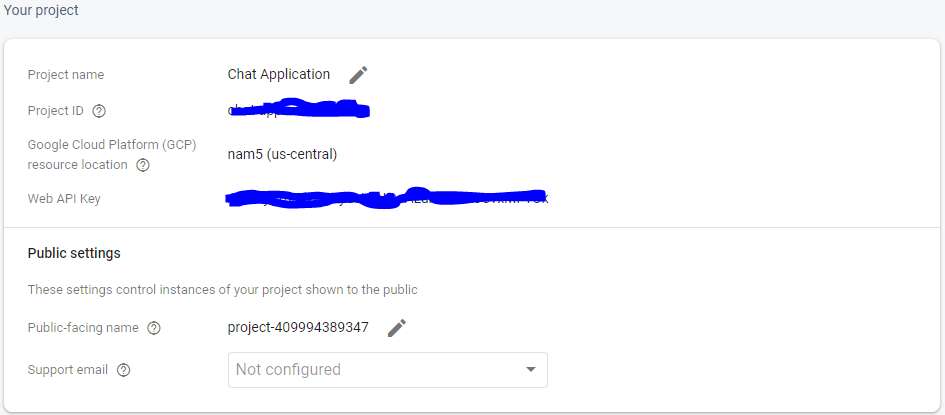 Your project
Project name
Chat Application
Project ID
Google Cloud Platform (GCP)
resource location
nam5 (us-central)
Web API Key
Public settings
These settings control instances of your project shown to the public
Public-facing name
project-409994389347
Support email
Not configured